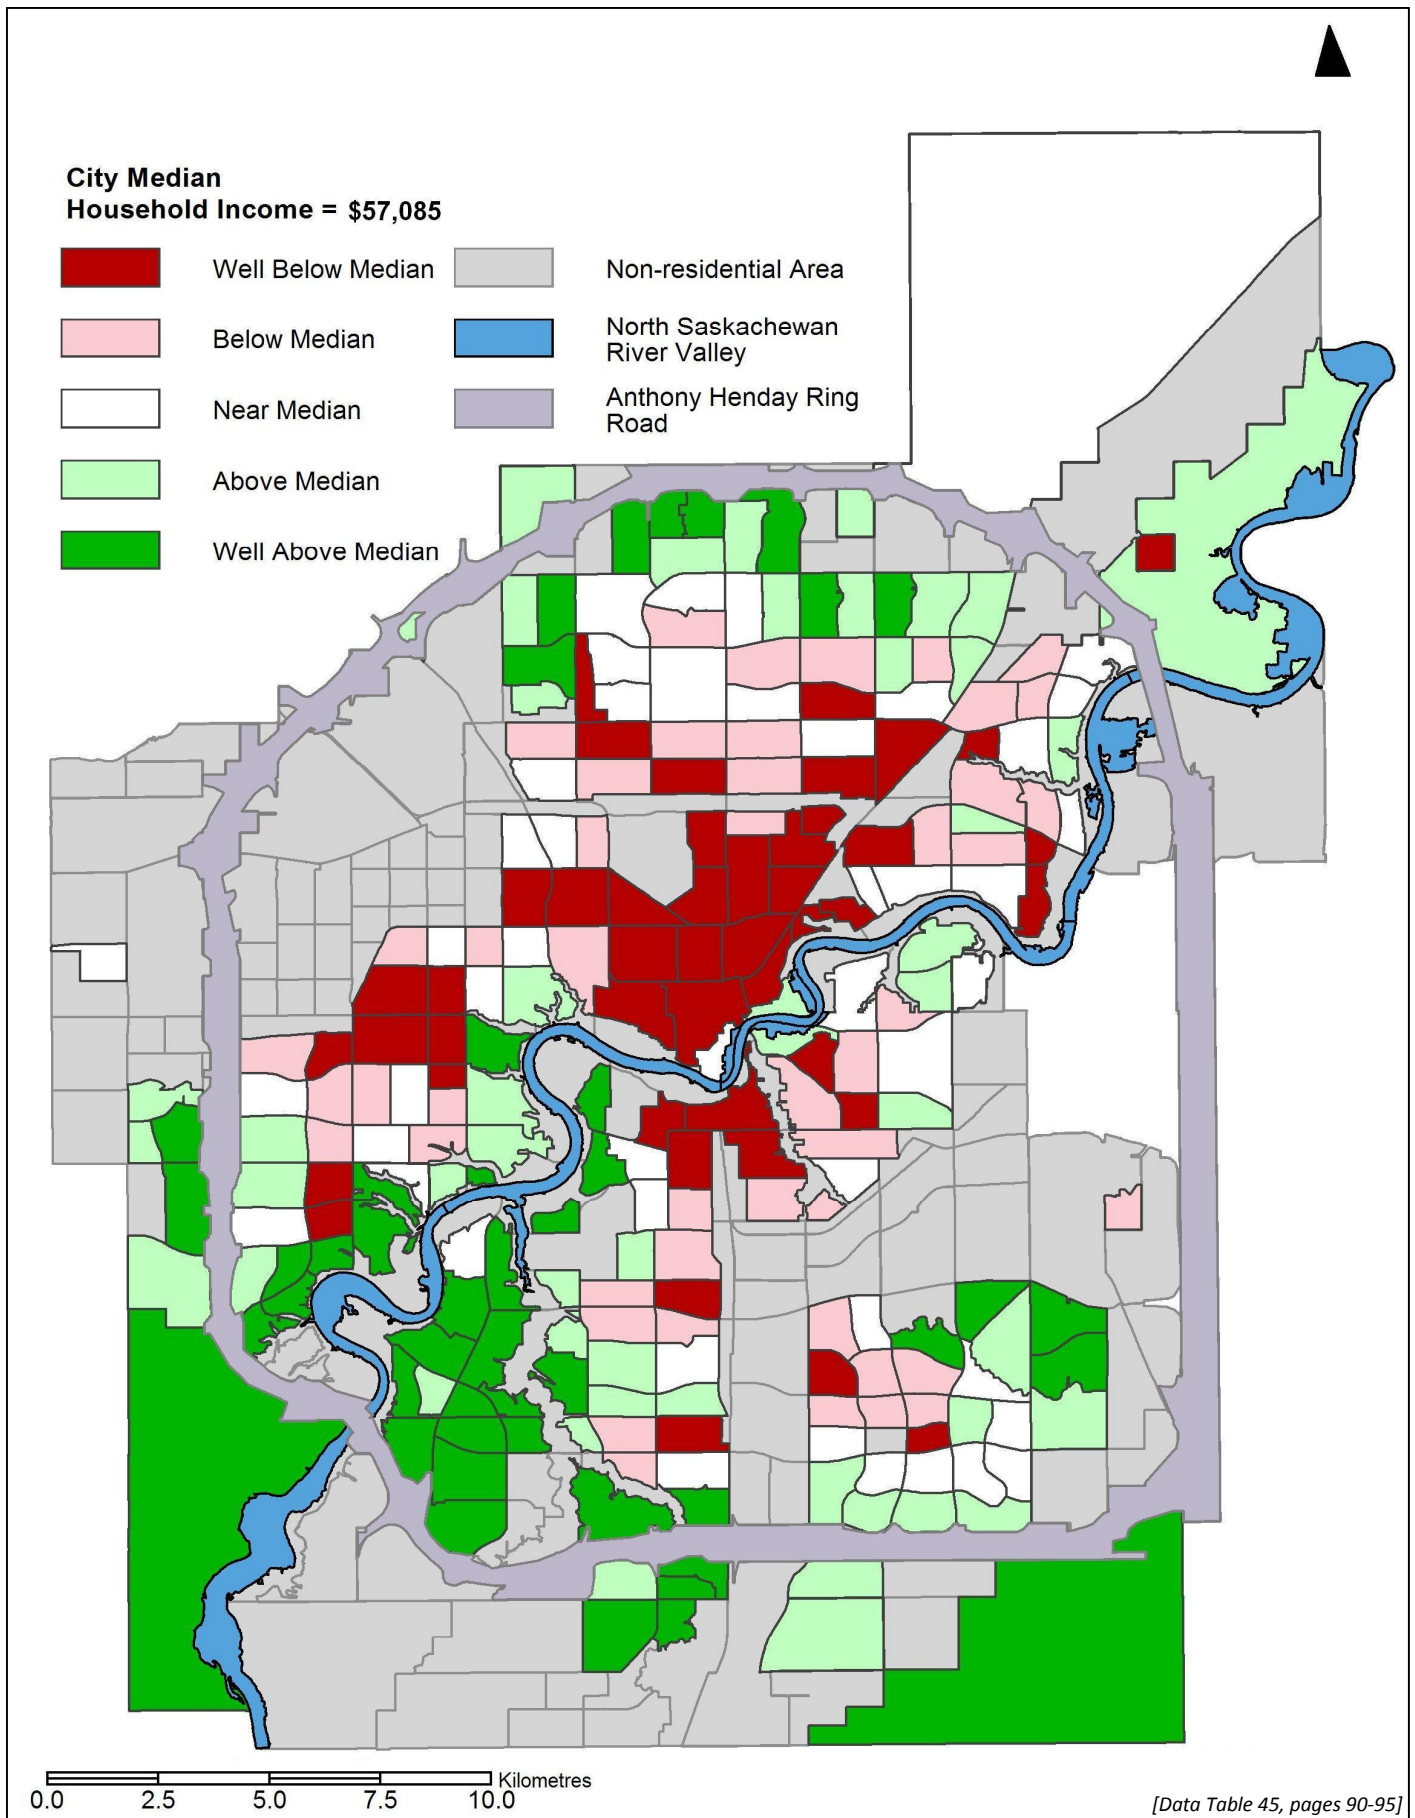 City Median
Household Income = $57,085
Well Below Median
Below Median
Near Median
Above Median
Well Above Median
Non-residential Area
North Saskachewan
River Valley
Anthony Henday Ring
Road
Kilometres
0.0 2.5 5.0 7.5 10.0
[Data Table 45, pages 90-95]